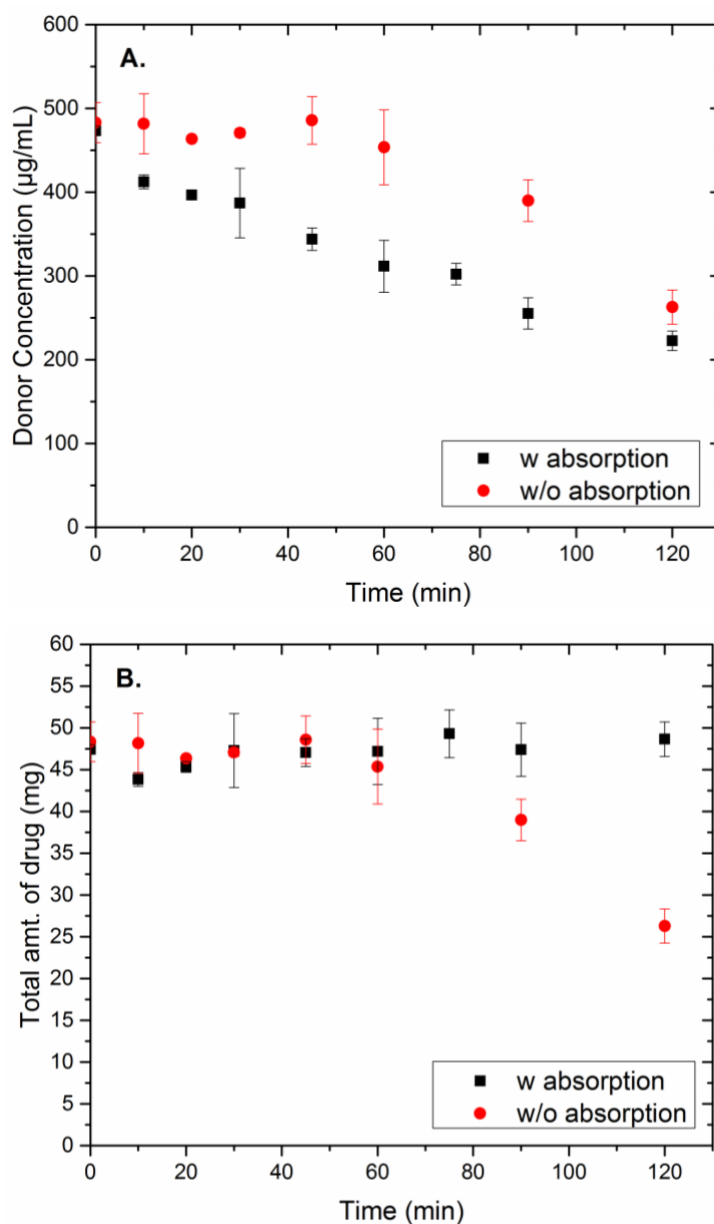 600
A.
500
400
300
200
100
0
Donor Concentration (µg/mL)
w absorption
w/o absorption
0 20 40 60 80 100 120
Time (min)
60
B.
55
50
45
40
35
30
25
20
15
10
5
0
Total amt. of drug (mg)
w absorption
w/o absorption
0 20 40 60 80 100 120
Time (min)